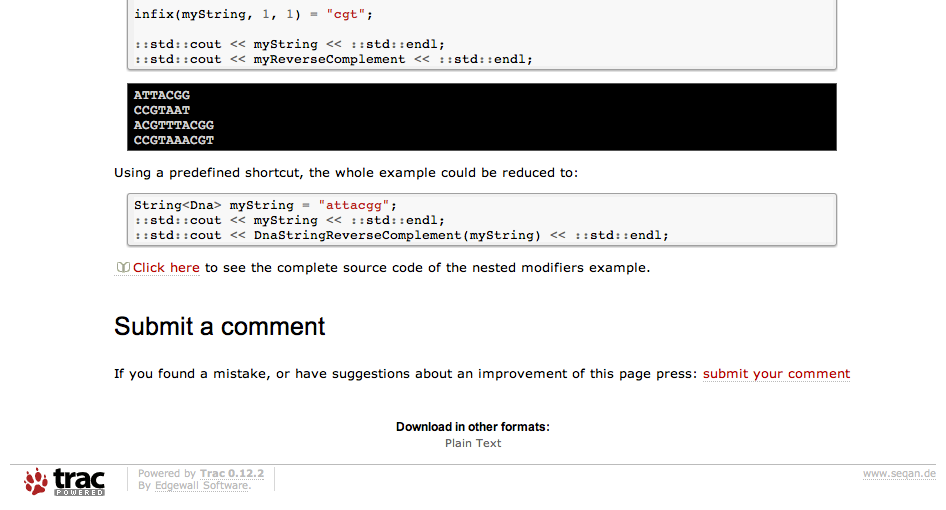 infix(myString, 1, 1) = "cgt";
::std::cout << myString << ::std::endl;
::std::cout << myReverseComplement << ::std::endl;
ATTACGG
CCGTAAT
ACGTTTACGG
CCGTAAACGT
Using a predefined shortcut, the whole example could be reduced to:
String<Dna> myString = "attacgg";
::std::cout << myString << ::std::endl;
::std::cout << DnaStringReverseComplement(myString) << ::std::endl;
Click here to see the complete source code of the nested modifiers example.
Submit a comment
If you found a mistake, or have suggestions about an improvement of this page press: submit your comment
Download in other formats:
Plain Text
trac
POWERED
Powered by Trac 0.12.2
By Edgewall Software.
www.seqan.de